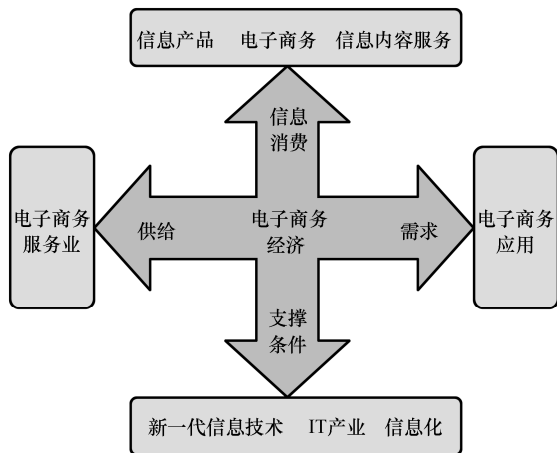 信息产品 电子商务 信息内容服务
信息
消费
电子商务
服务业
供给
电子商务
经济
需求
电子商务
应用
支撑
条件
新一代信息技术 IT产业 信息化